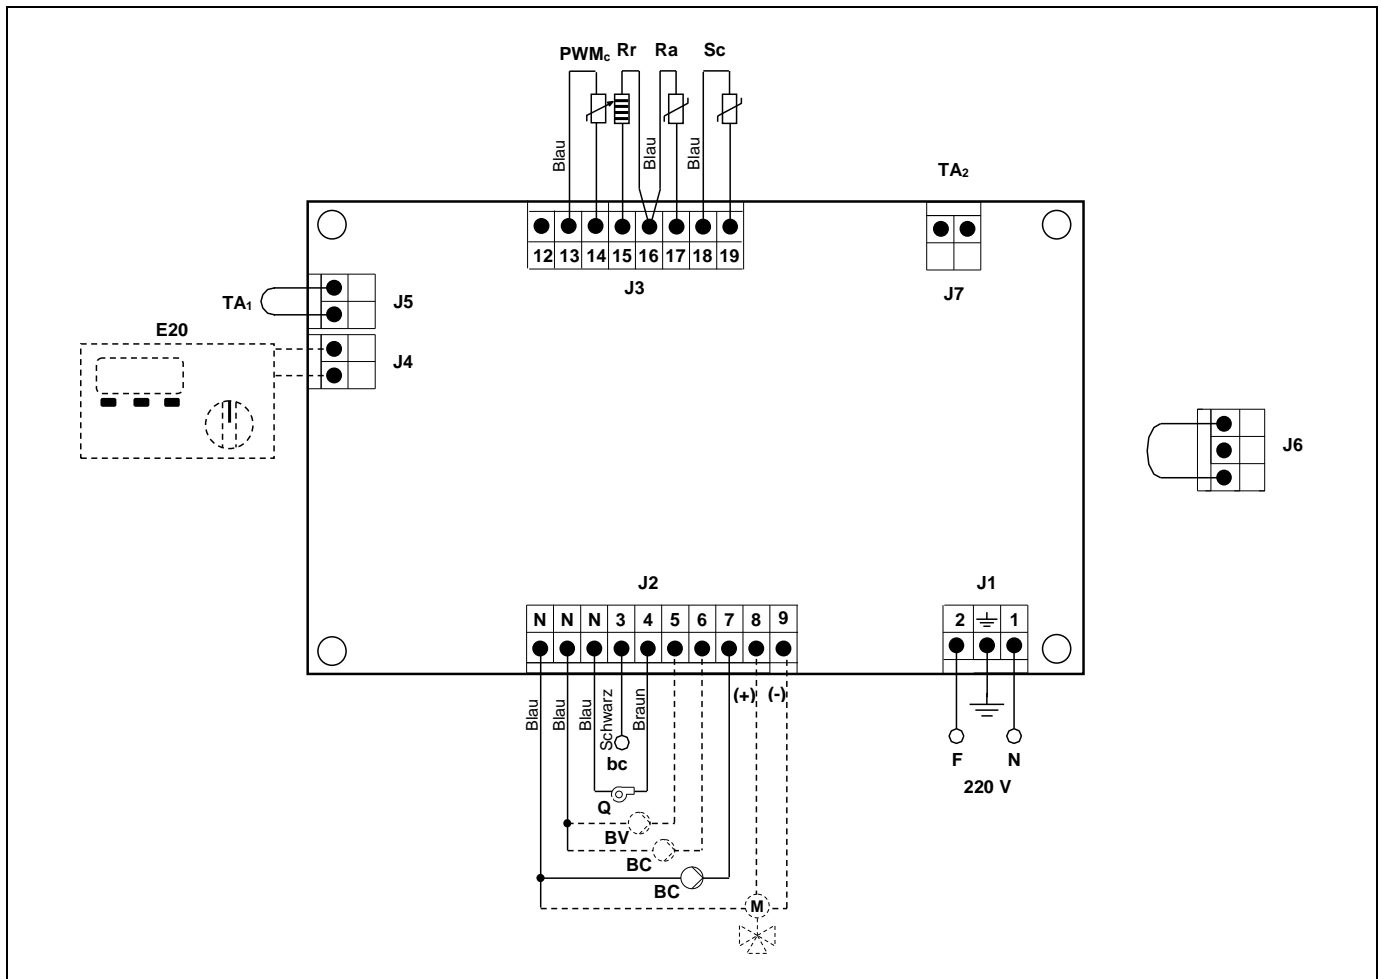 PWMc Rr Ra Sc
Blau Blau Blau
TA2
12 13 14 15 16 17 18 19
J3
J7
TA1
J5
E20
J4
J6
J2
J1
N N N 3 4 5 6 7 8 9
2 1
Blau Blau Blau Schwarz Braun (+) (-)
bc
F N
220 V
Q
BV
BC
BC
M